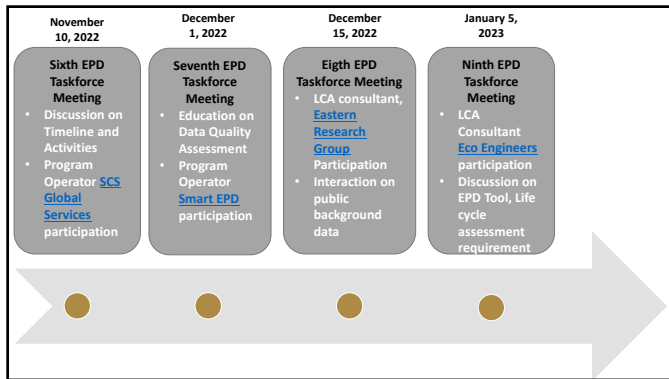 November
10, 2022
Sixth EPD
Taskforce
Meeting
• Discussion on
Timeline and
Activities
• Program
Operator SCS
Global
Services
participation
December
1, 2022
Seventh EPD
Taskforce
Meeting
• Education on
Data Quality
Assessment
• Program
Operator
Smart EPD
participation
December
15, 2022
Eigth EPD
Taskforce Meeting
• LCA consultant,
Eastern
Research
Group
Participation
• Interaction on
public
background
data
January 5,
2023
Ninth EPD
Taskforce
Meeting
• LCA
Consultant
Eco Engineers
participation
• Discussion on
EPD Tool, Life
cycle
assessment
requirement